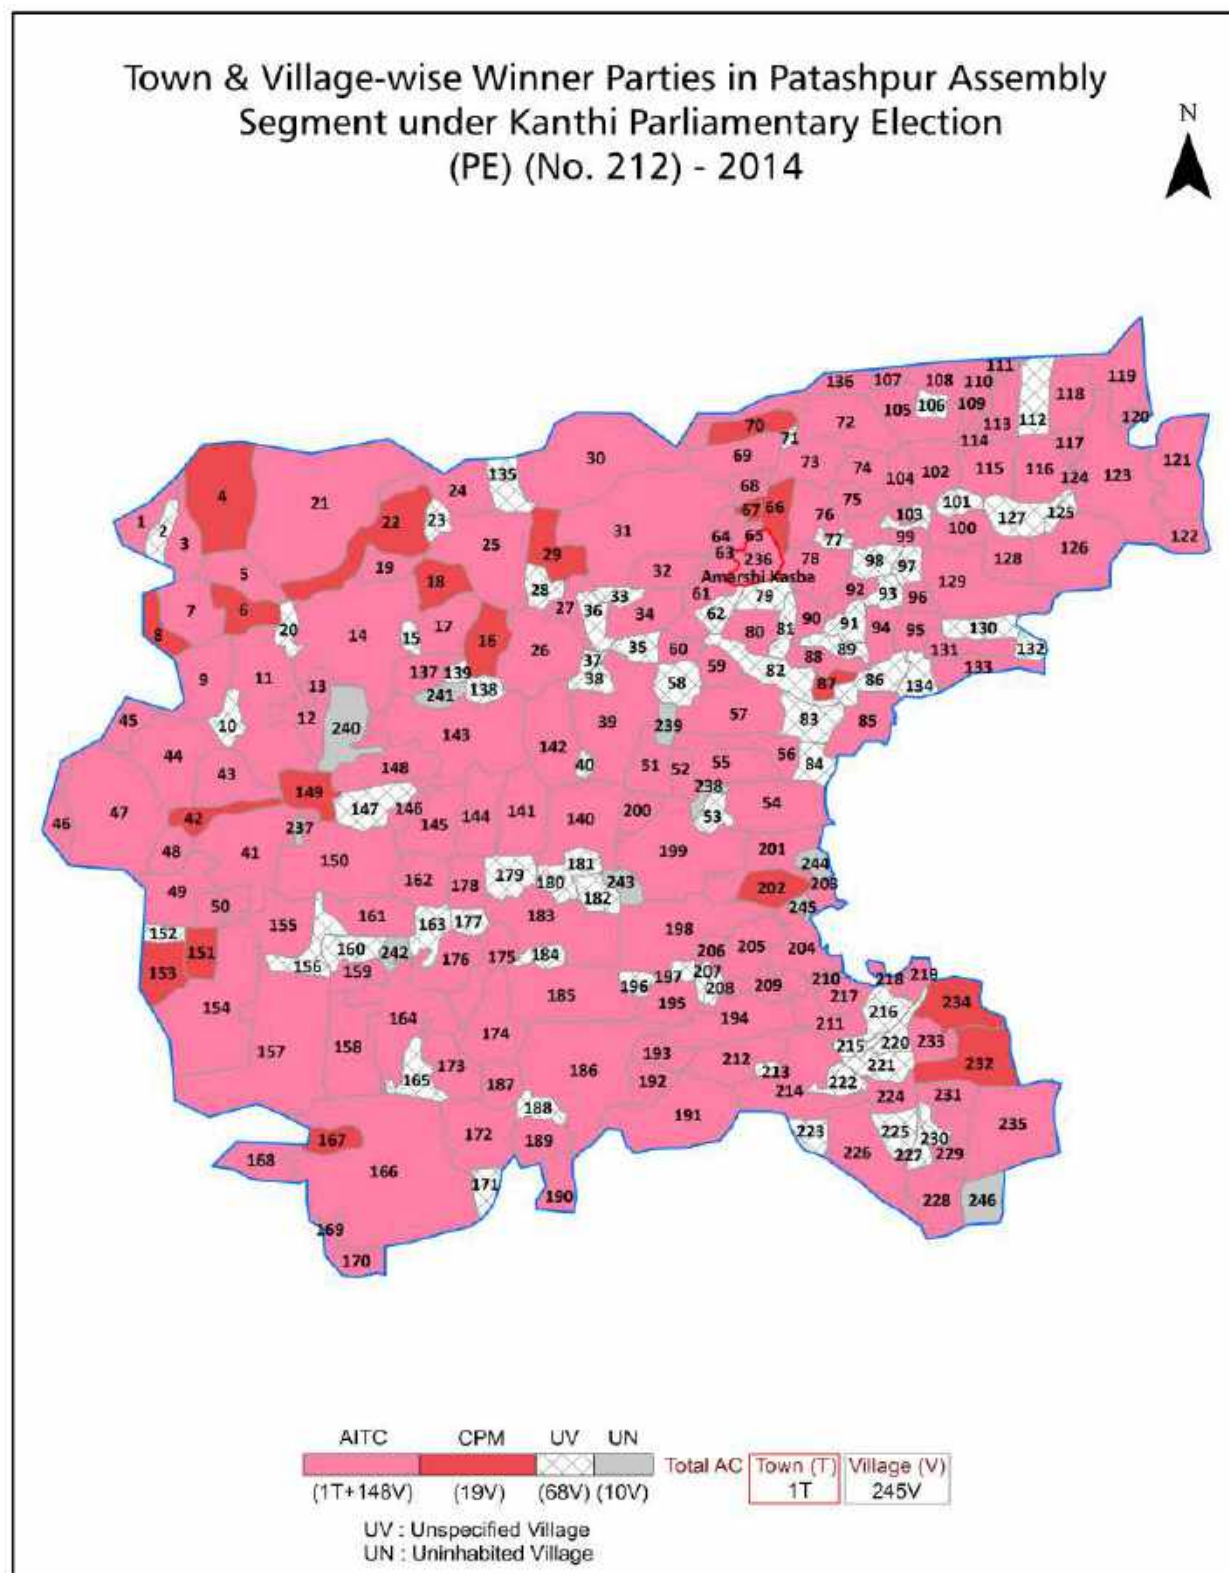 Town & Village-wise Winner Parties in Patashpur Assembly
Segment under Kanthi Parliamentary Election
(PE) (No. 212) - 2014
N
111
136 107 108 110 119
118
105 106 109
70 72 113 112 120
71 114 117
30 69 73 121
135 74 104 102 115 116 124 123
24 68
4 21 75 101
67 66
1 2 22 23 76 103 127 125
31 64 65 100
3 25 77 99 122
29 63 236 78 98 97 128 126
19 32 Amarshi Kasba
5 18 129
28 61 79 92 93 96
7 6 27 36 33 34 62
8 20 14 15 17 16 80 81 90 91 94 95 130
26 35 60 88 89 131 132
37 59 82 133
9 11 13 137 139 38 58 87 86 134
241 138
45 10 12 240 39 239 57 83 85
143 142
44 56
43 148 40 51 52 55 84
149 238
46 47 42 147 146 144 141 140 200 53 54
237 145
48 41 150 199 201
181 244
49 162 178 179 180 243 202 203
182
50 155 161 163 177 183 245
152 198
151 160 242 184 206 205 204
156 176 175
153 159 196 197 207 210 218 219
185 195 208 209 217 234
154 164 194 216
174 211
157 158 193 215 220 233
173 212 221 232
165 187 186 192 213 222
188 214 224 231
191
167 172 189 223 225 230 235
168 226 227 229
166 171
190 228 246
169
170
AITC CPM UV UN
Total AC Town (T) Village (V)
(1T+148V) (19V) (68V) (10V) 1T 245V
UV : Unspecified Village
UN : Uninhabited Village